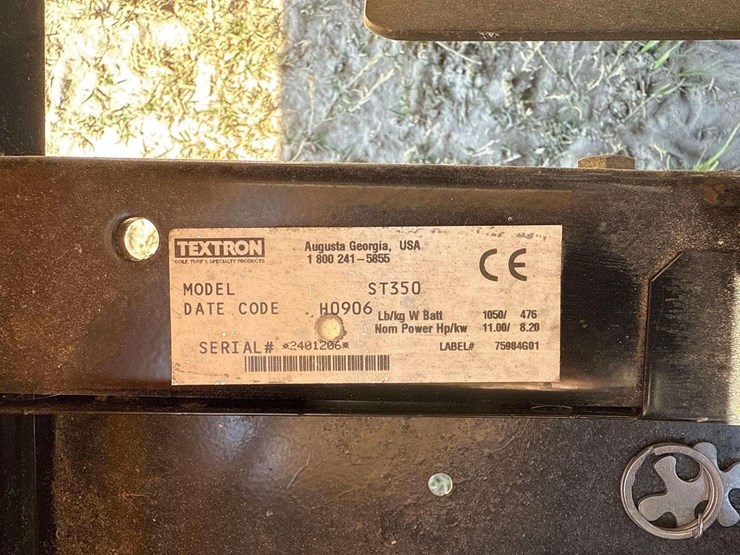 TEXTRON
GOLF, TURF & SPECIALTY PRODUCTS
Augusta Georgia, USA
1 800 241-5855
CE
MODEL ST350
DATE CODE H0906
Lb/kg W Batt 1050/ 476
Nom Power Hp/kw 11.00/ 8.20
SERIAL# *2401206*
LABEL# 75984G01